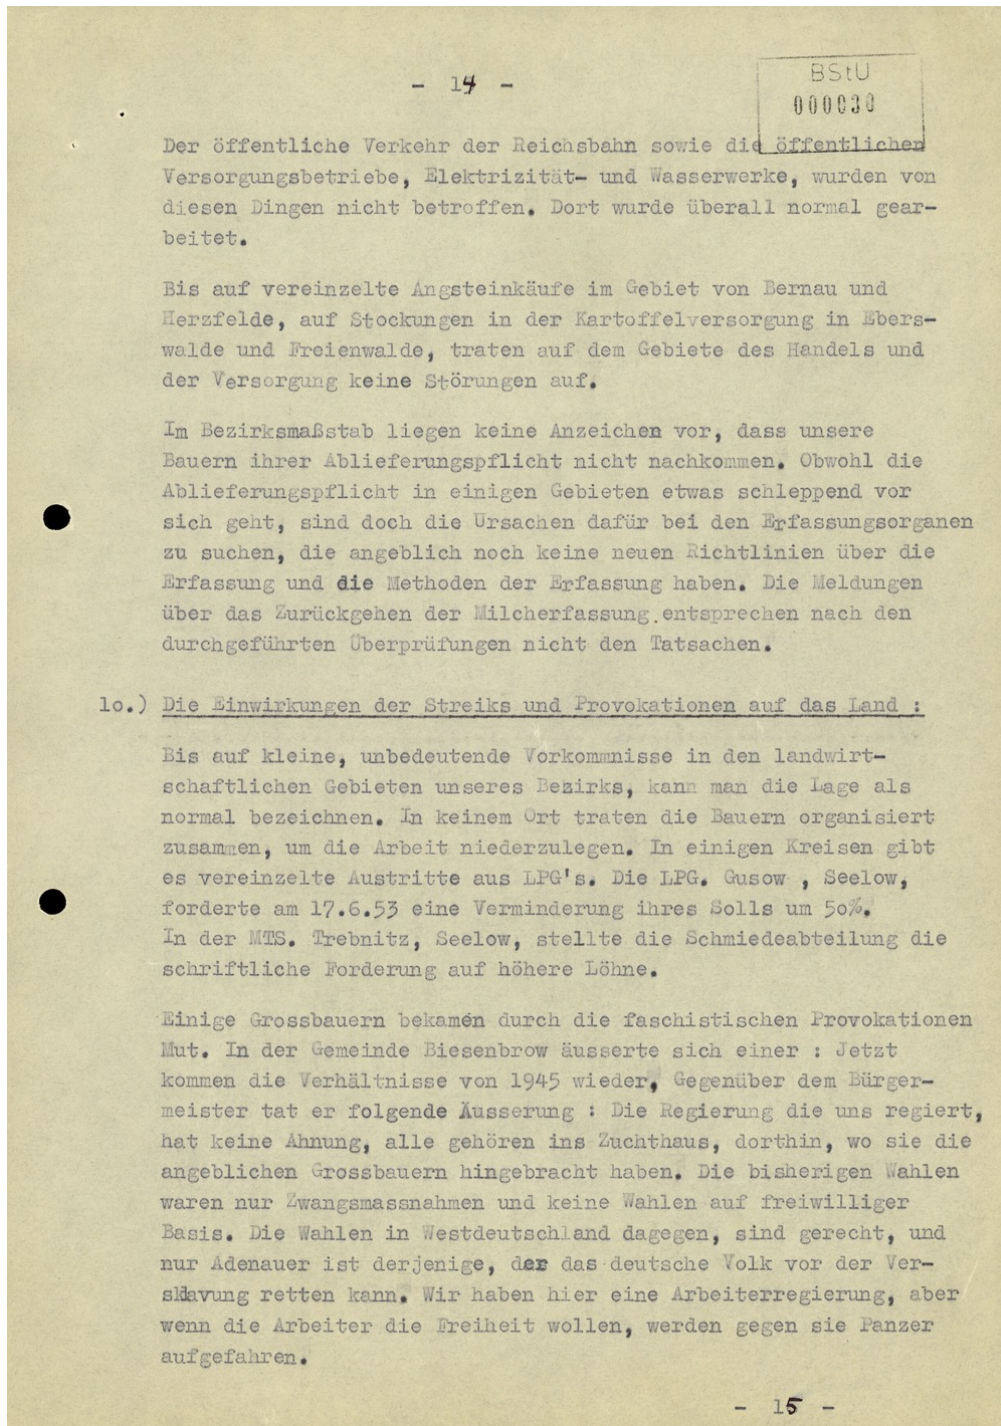 - 14 -
BStU
000030
Der öffentliche Verkehr der Reichsbahn sowie die öffentlichen
Versorgungsbetriebe, Elektrizität- und Wasserwerke, wurden von
diesen Dingen nicht betroffen. Dort wurde überall normal gear-
beitet.
Bis auf vereinzelte Angsteinkäufe im Gebiet von Bernau und
Herzfelde, auf Stockungen in der Kartoffelversorgung in Ebers-
walde und Freienwalde, traten auf dem Gebiete des Handels und
der Versorgung keine Störungen auf.
Im Bezirksmaßstab liegen keine Anzeichen vor, dass unsere
Bauern ihrer Ablieferungspflicht nicht nachkommen. Obwohl die
Ablieferungspflicht in einigen Gebieten etwas schleppend vor
sich geht, sind doch die Ursachen dafür bei den Erfassungsorganen
zu suchen, die angeblich noch keine neuen Richtlinien über die
Erfassung und die Methoden der Erfassung haben. Die Meldungen
über das Zurückgehen der Milcherfassung entsprechen nach den
durchgeführten Überprüfungen nicht den Tatsachen.
1o.) Die Einwirkungen der Streiks und Provokationen auf das Land :
Bis auf kleine, unbedeutende Vorkommnisse in den landwirt-
schaftlichen Gebieten unseres Bezirks, kann man die Lage als
normal bezeichnen. In keinem Ort traten die Bauern organisiert
zusammen, um die Arbeit niederzulegen. In einigen Kreisen gibt
es vereinzelte Austritte aus LPG's. Die LPG. Gusow , Seelow,
forderte am 17.6.53 eine Verminderung ihres Solls um 50%.
In der MTS. Trebnitz, Seelow, stellte die Schmiedeabteilung die
schriftliche Forderung auf höhere Löhne.
Einige Grossbauern bekamen durch die faschistischen Provokationen
Mut. In der Gemeinde Biesenbrow äusserte sich einer : Jetzt
kommen die Verhältnisse von 1945 wieder, Gegenüber dem Bürger-
meister tat er folgende Äusserung : Die Regierung die uns regiert,
hat keine Ahnung, alle gehören ins Zuchthaus, dorthin, wo sie die
angeblichen Grossbauern hingebracht haben. Die bisherigen Wahlen
waren nur Zwangsmassnahmen und keine Wahlen auf freiwilliger
Basis. Die Wahlen in Westdeutschland dagegen, sind gerecht, und
nur Adenauer ist derjenige, der das deutsche Volk vor der Ver-
sklavung retten kann. Wir haben hier eine Arbeiterregierung, aber
wenn die Arbeiter die Freiheit wollen, werden gegen sie Panzer
aufgefahren.
- 15 -